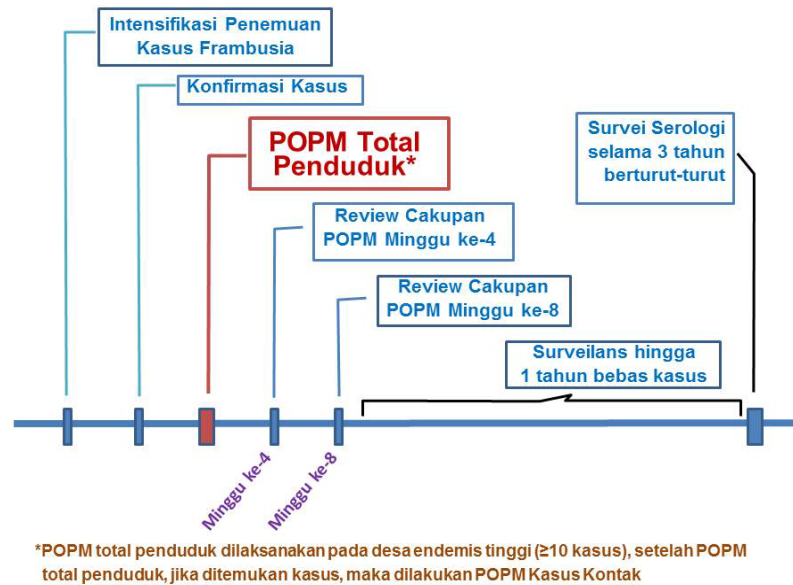 Intensifikasi Penemuan
Kasus Frambusia
Konfirmasi Kasus
POPM Total
Penduduk*
Survei Serologi
selama 3 tahun
berturut-turut
Review Cakupan
POPM Minggu ke-4
Review Cakupan
POPM Minggu ke-8
Surveilans hingga
1 tahun bebas kasus
Minggu ke-4
Minggu ke-8
*POPM total penduduk dilaksanakan pada desa endemis tinggi (≥10 kasus), setelah POPM
total penduduk, jika ditemukan kasus, maka dilakukan POPM Kasus Kontak